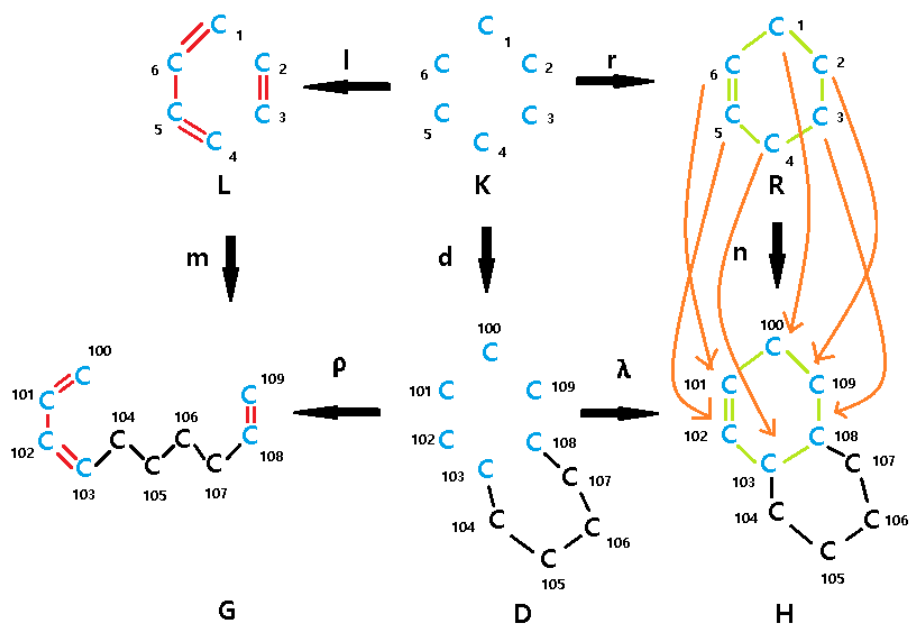 C 1
C 6 C 2
C 5 C 3
C 4
L
l
C 1
6 C C 2
5 C C 3
C 4
K
r
C 1
6 C C 2
5 C C 3
C 4
R
m
d
n
C 100
101 C C 109
102 C 104 C 106 C C 108
C 103 C 105 C 107
G
ρ
100 C
101 C C 109
102 C C 108
103 C C 107
104 C C 106
C 105
D
λ
100 C
101 C C 109
102 C C 108
103 C C 107
104 C C 106
C 105
H